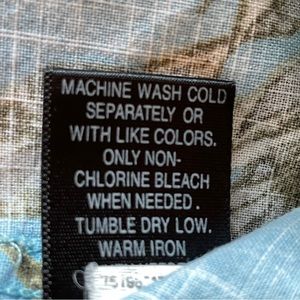 MACHINE WASH COLD
SEPARATELY OR
WITH LIKE COLORS.
ONLY NON-
CHLORINE BLEACH
WHEN NEEDED .
TUMBLE DRY LOW.
WARM IRON